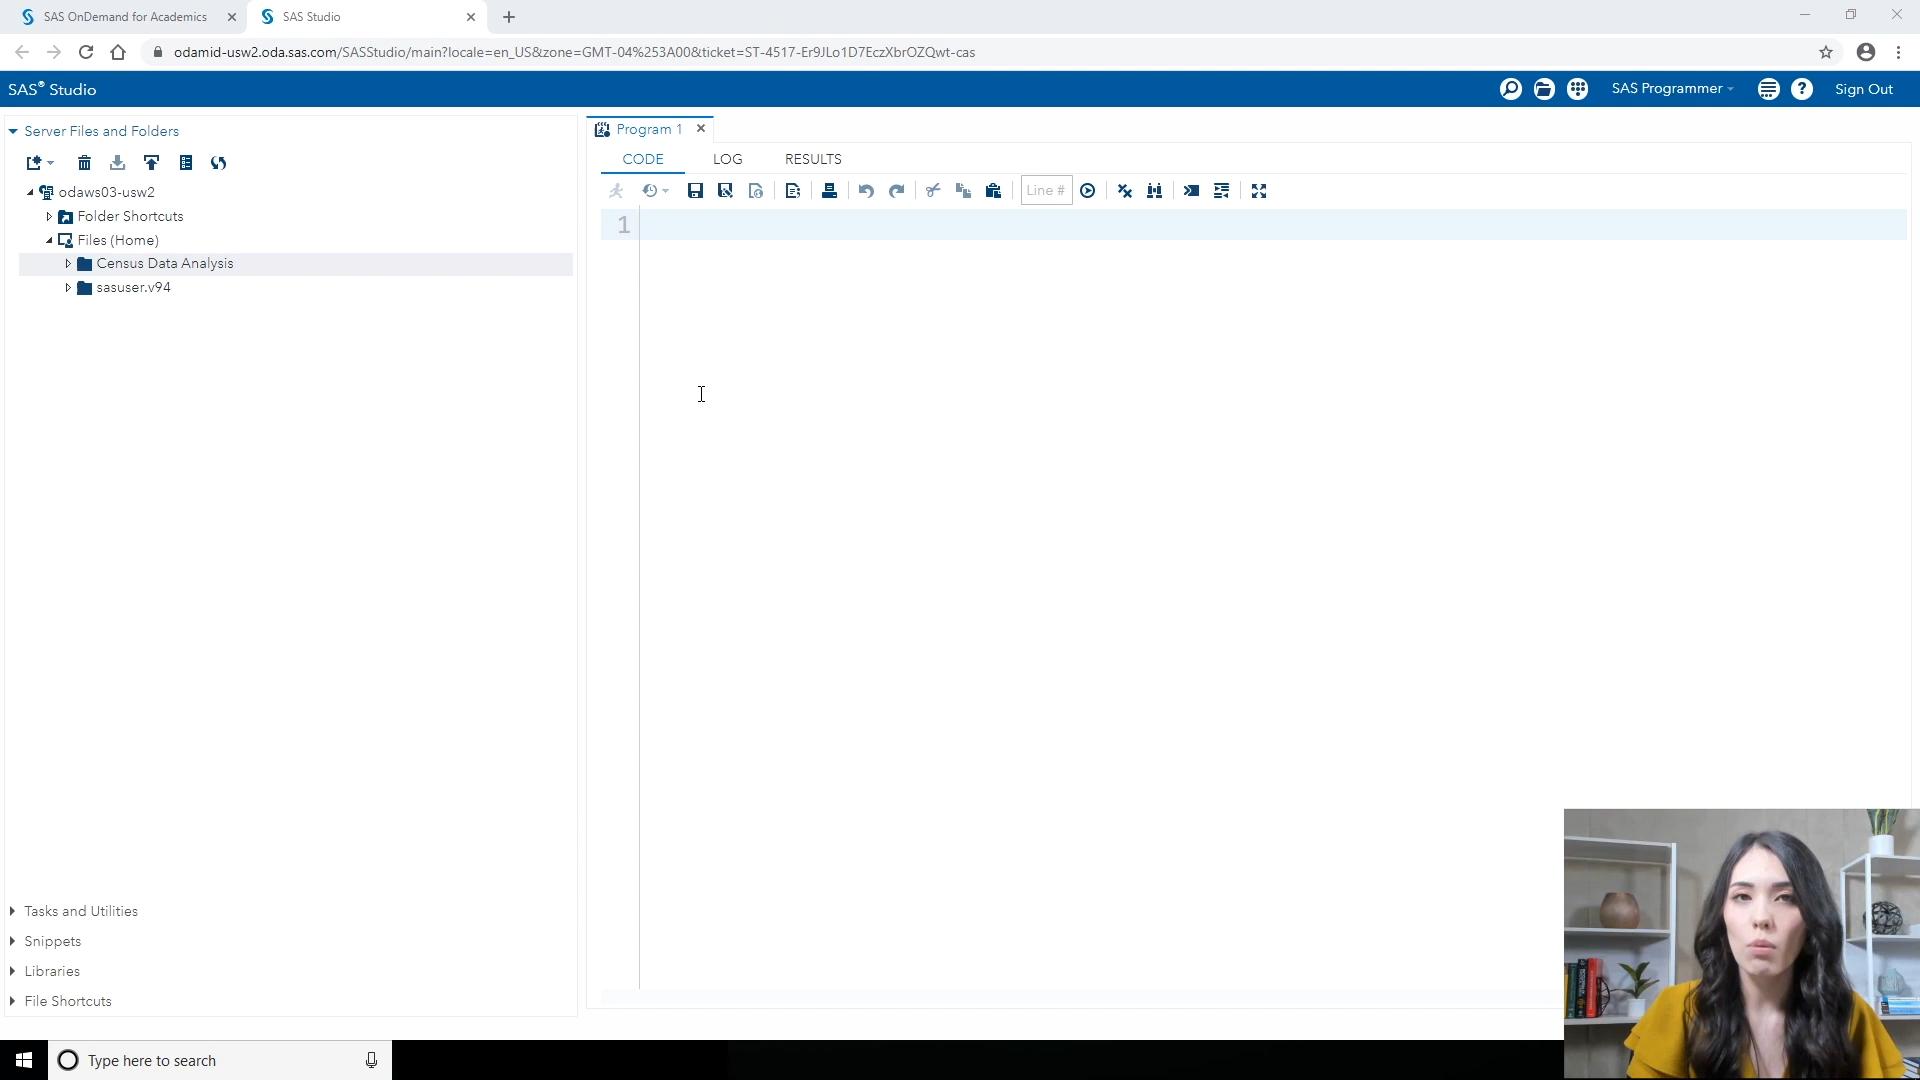 SAS OnDemand for Academics
SAS Studio
odamid-usw2.oda.sas.com/SASStudio/main?locale=en_US&zone=GMT-04%253A00&ticket=ST-4517-Er9JLo1D7EczXbrOZQwt-cas
SAS® Studio
SAS Programmer
Sign Out
Server Files and Folders
odaws03-usw2
Folder Shortcuts
Files (Home)
Census Data Analysis
sasuser.v94
Tasks and Utilities
Snippets
Libraries
File Shortcuts
Program 1
CODE LOG RESULTS
Line #
1
Type here to search